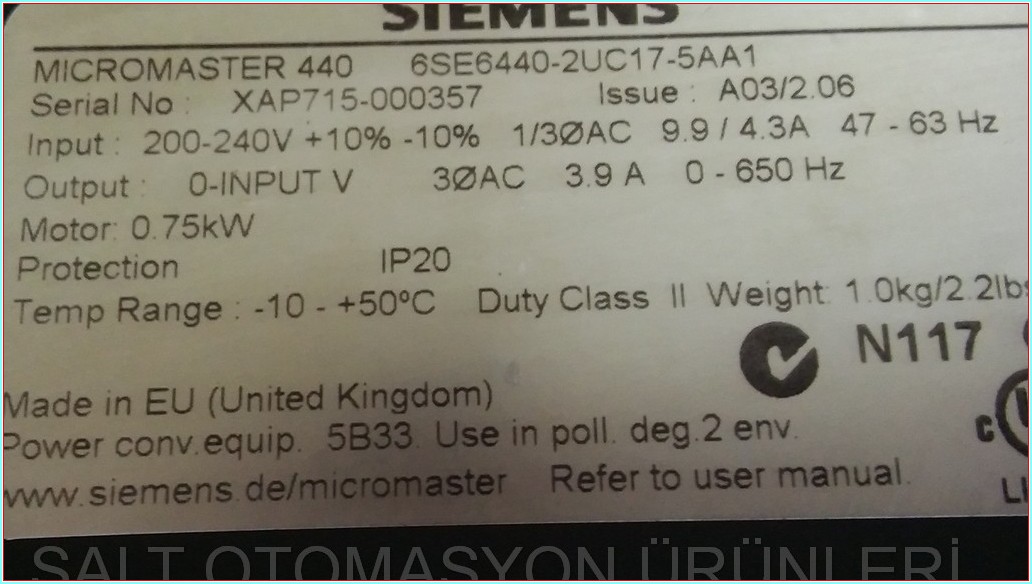 SIEMENS
MICROMASTER 440 6SE6440-2UC17-5AA1
Serial No : XAP715-000357 Issue : A03/2.06
Input : 200-240V +10% -10% 1/3ØAC 9.9 / 4.3A 47 - 63 Hz
Output : 0-INPUT V 3ØAC 3.9 A 0 - 650 Hz
Motor: 0.75kW
Protection IP20
Temp Range : -10 - +50ºC Duty Class II Weight: 1.0kg/2.2lbs
N117
Made in EU (United Kingdom)
Power conv.equip. 5B33. Use in poll. deg.2 env.
c
www.siemens.de/micromaster Refer to user manual.
SALT OTOMASYON ÜRÜNLERİ